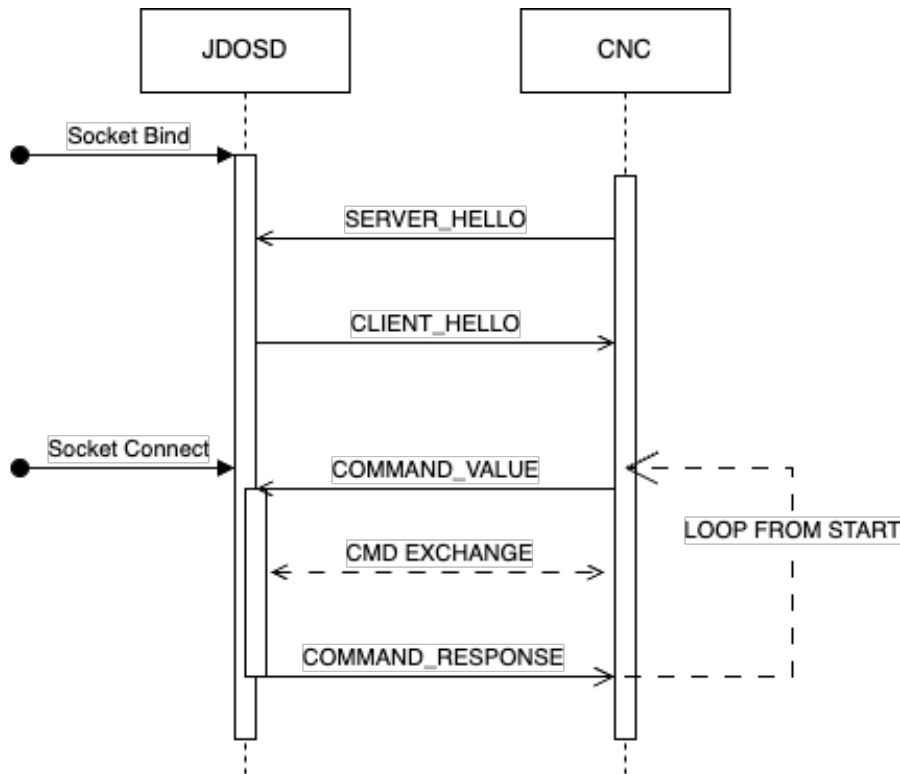 JDOSD
CNC
Socket Bind
SERVER_HELLO
CLIENT_HELLO
Socket Connect
COMMAND_VALUE
LOOP FROM START
CMD EXCHANGE
COMMAND_RESPONSE